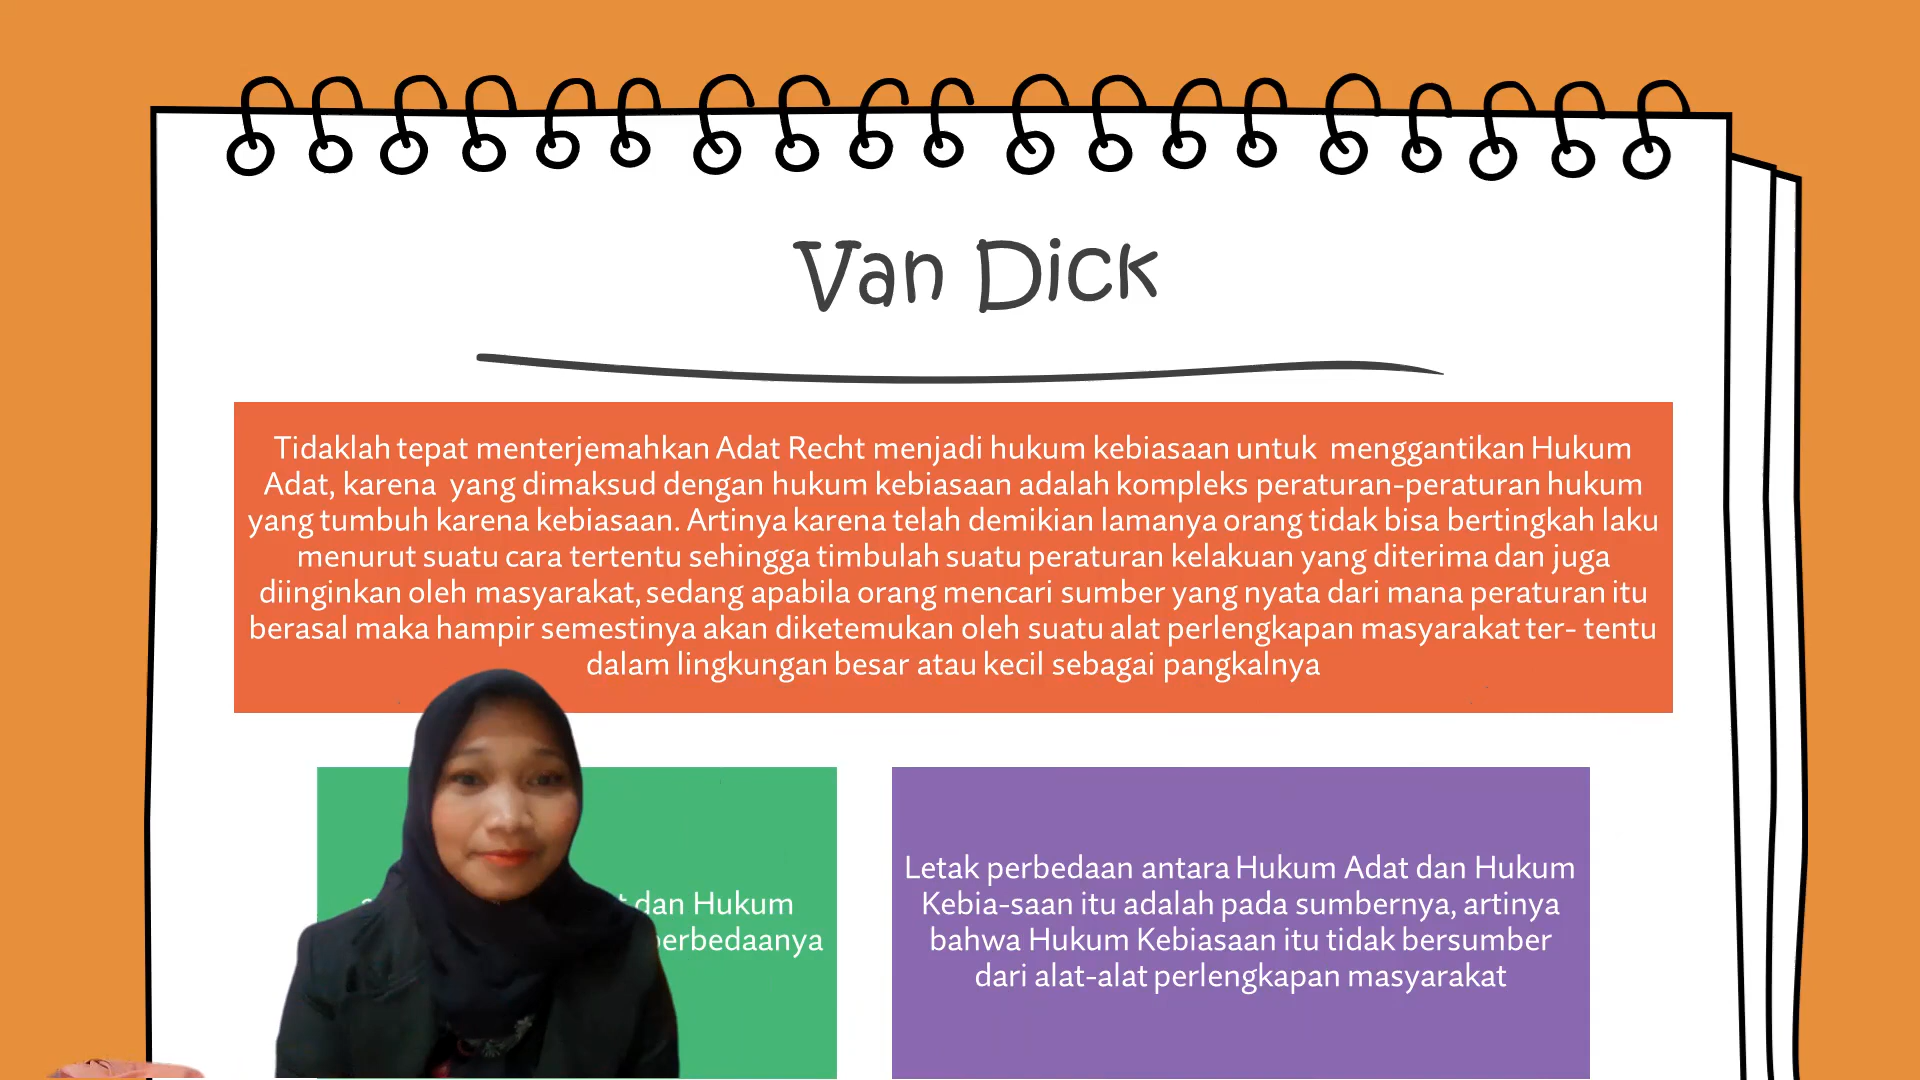 Van Dick
Tidaklah tepat menterjemahkan Adat Recht menjadi hukum kebiasaan untuk menggantikan Hukum
Adat, karena yang dimaksud dengan hukum kebiasaan adalah kompleks peraturan-peraturan hukum
yang tumbuh karena kebiasaan. Artinya karena telah demikian lamanya orang tidak bisa bertingkah laku
menurut suatu cara tertentu sehingga timbulah suatu peraturan kelakuan yang diterima dan juga
diinginkan oleh masyarakat, sedang apabila orang mencari sumber yang nyata dari mana peraturan itu
berasal maka hampir semestinya akan diketemukan oleh suatu alat perlengkapan masyarakat ter- tentu
dalam lingkungan besar atau kecil sebagai pangkalnya
dan Hukum
perbedaanya
Letak perbedaan antara Hukum Adat dan Hukum
Kebia-saan itu adalah pada sumbernya, artinya
bahwa Hukum Kebiasaan itu tidak bersumber
dari alat-alat perlengkapan masyarakat